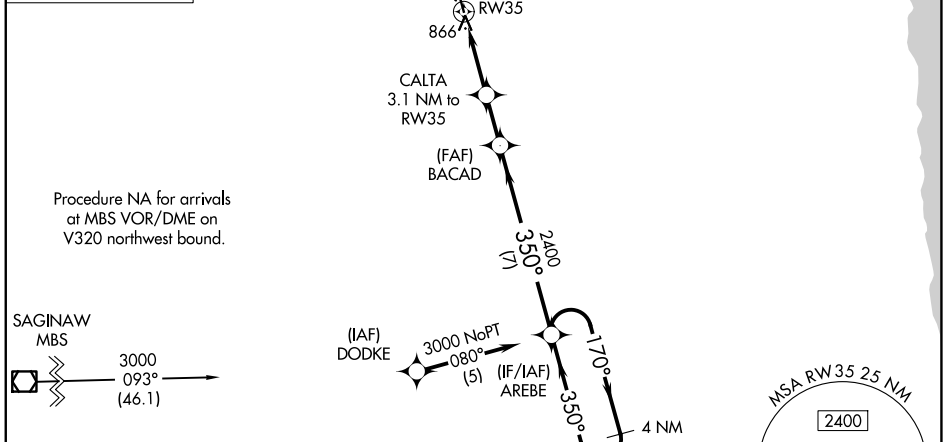 RW35
866
CALTA
3.1 NM to
RW35
(FAF)
BACAD
Procedure NA for arrivals
at MBS VOR/DME on
V320 northwest bound.
2400
350°
(7)
SAGINAW
MBS
3000
093°
(46.1)
(IAF)
DODKE
3000 NoPT
080°
(5)
(IF/IAF)
AREBE
170°
350°
4 NM
MSA RW35 25 NM
2400